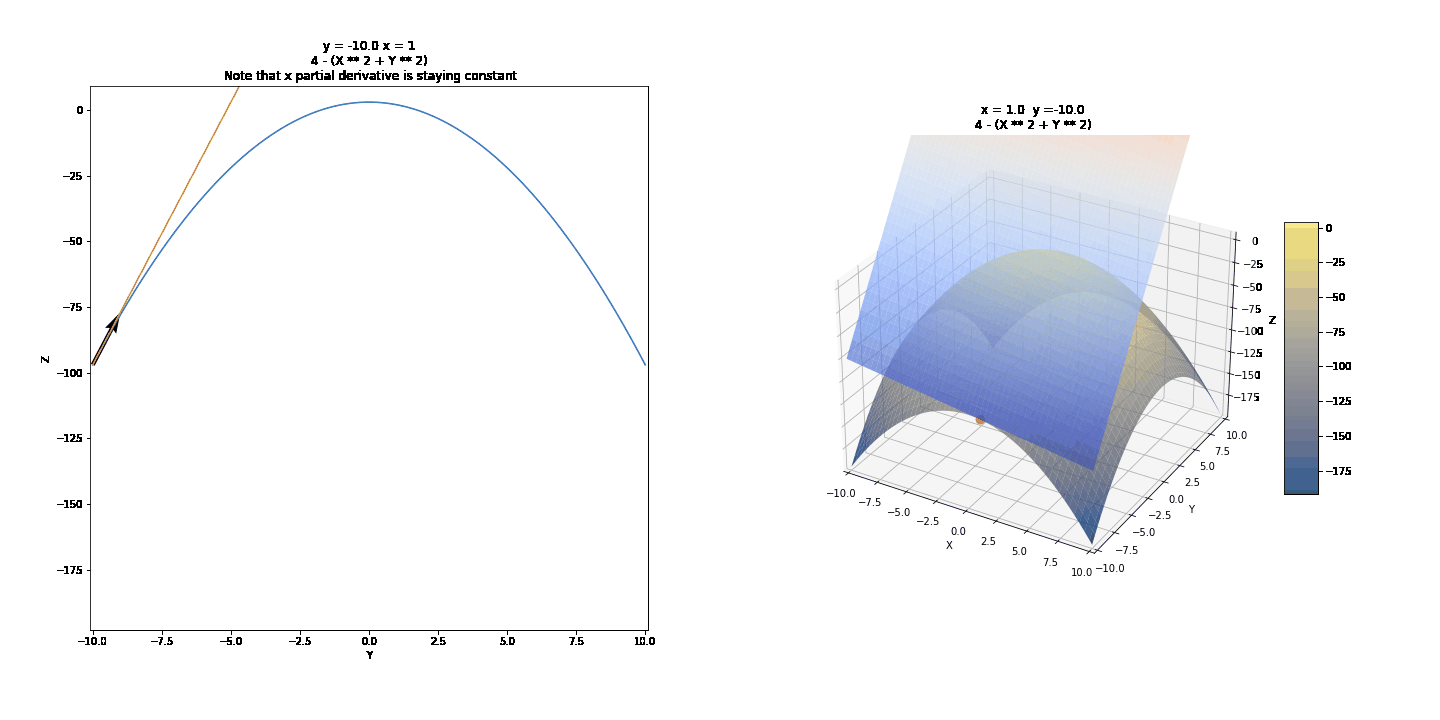 y = -10.0 x = 1
4 - (X ** 2 + Y ** 2)
Note that x partial derivative is staying constant
0
−25
−50
−75
−100
−125
−150
−175
Z
−10.0 −7.5 −5.0 −2.5 0.0 2.5 5.0 7.5 10.0
Y
x = 1.0 y =-10.0
4 - (X ** 2 + Y ** 2)
0
−25
−50
−75
−100
−125
−150
−175
Z
−10.0 −7.5 −5.0 −2.5 0.0 2.5 5.0 7.5 10.0
X
10.0
7.5
5.0
2.5
0.0
−2.5
−5.0
−7.5
−10.0
Y
0
−25
−50
−75
−100
−125
−150
−175